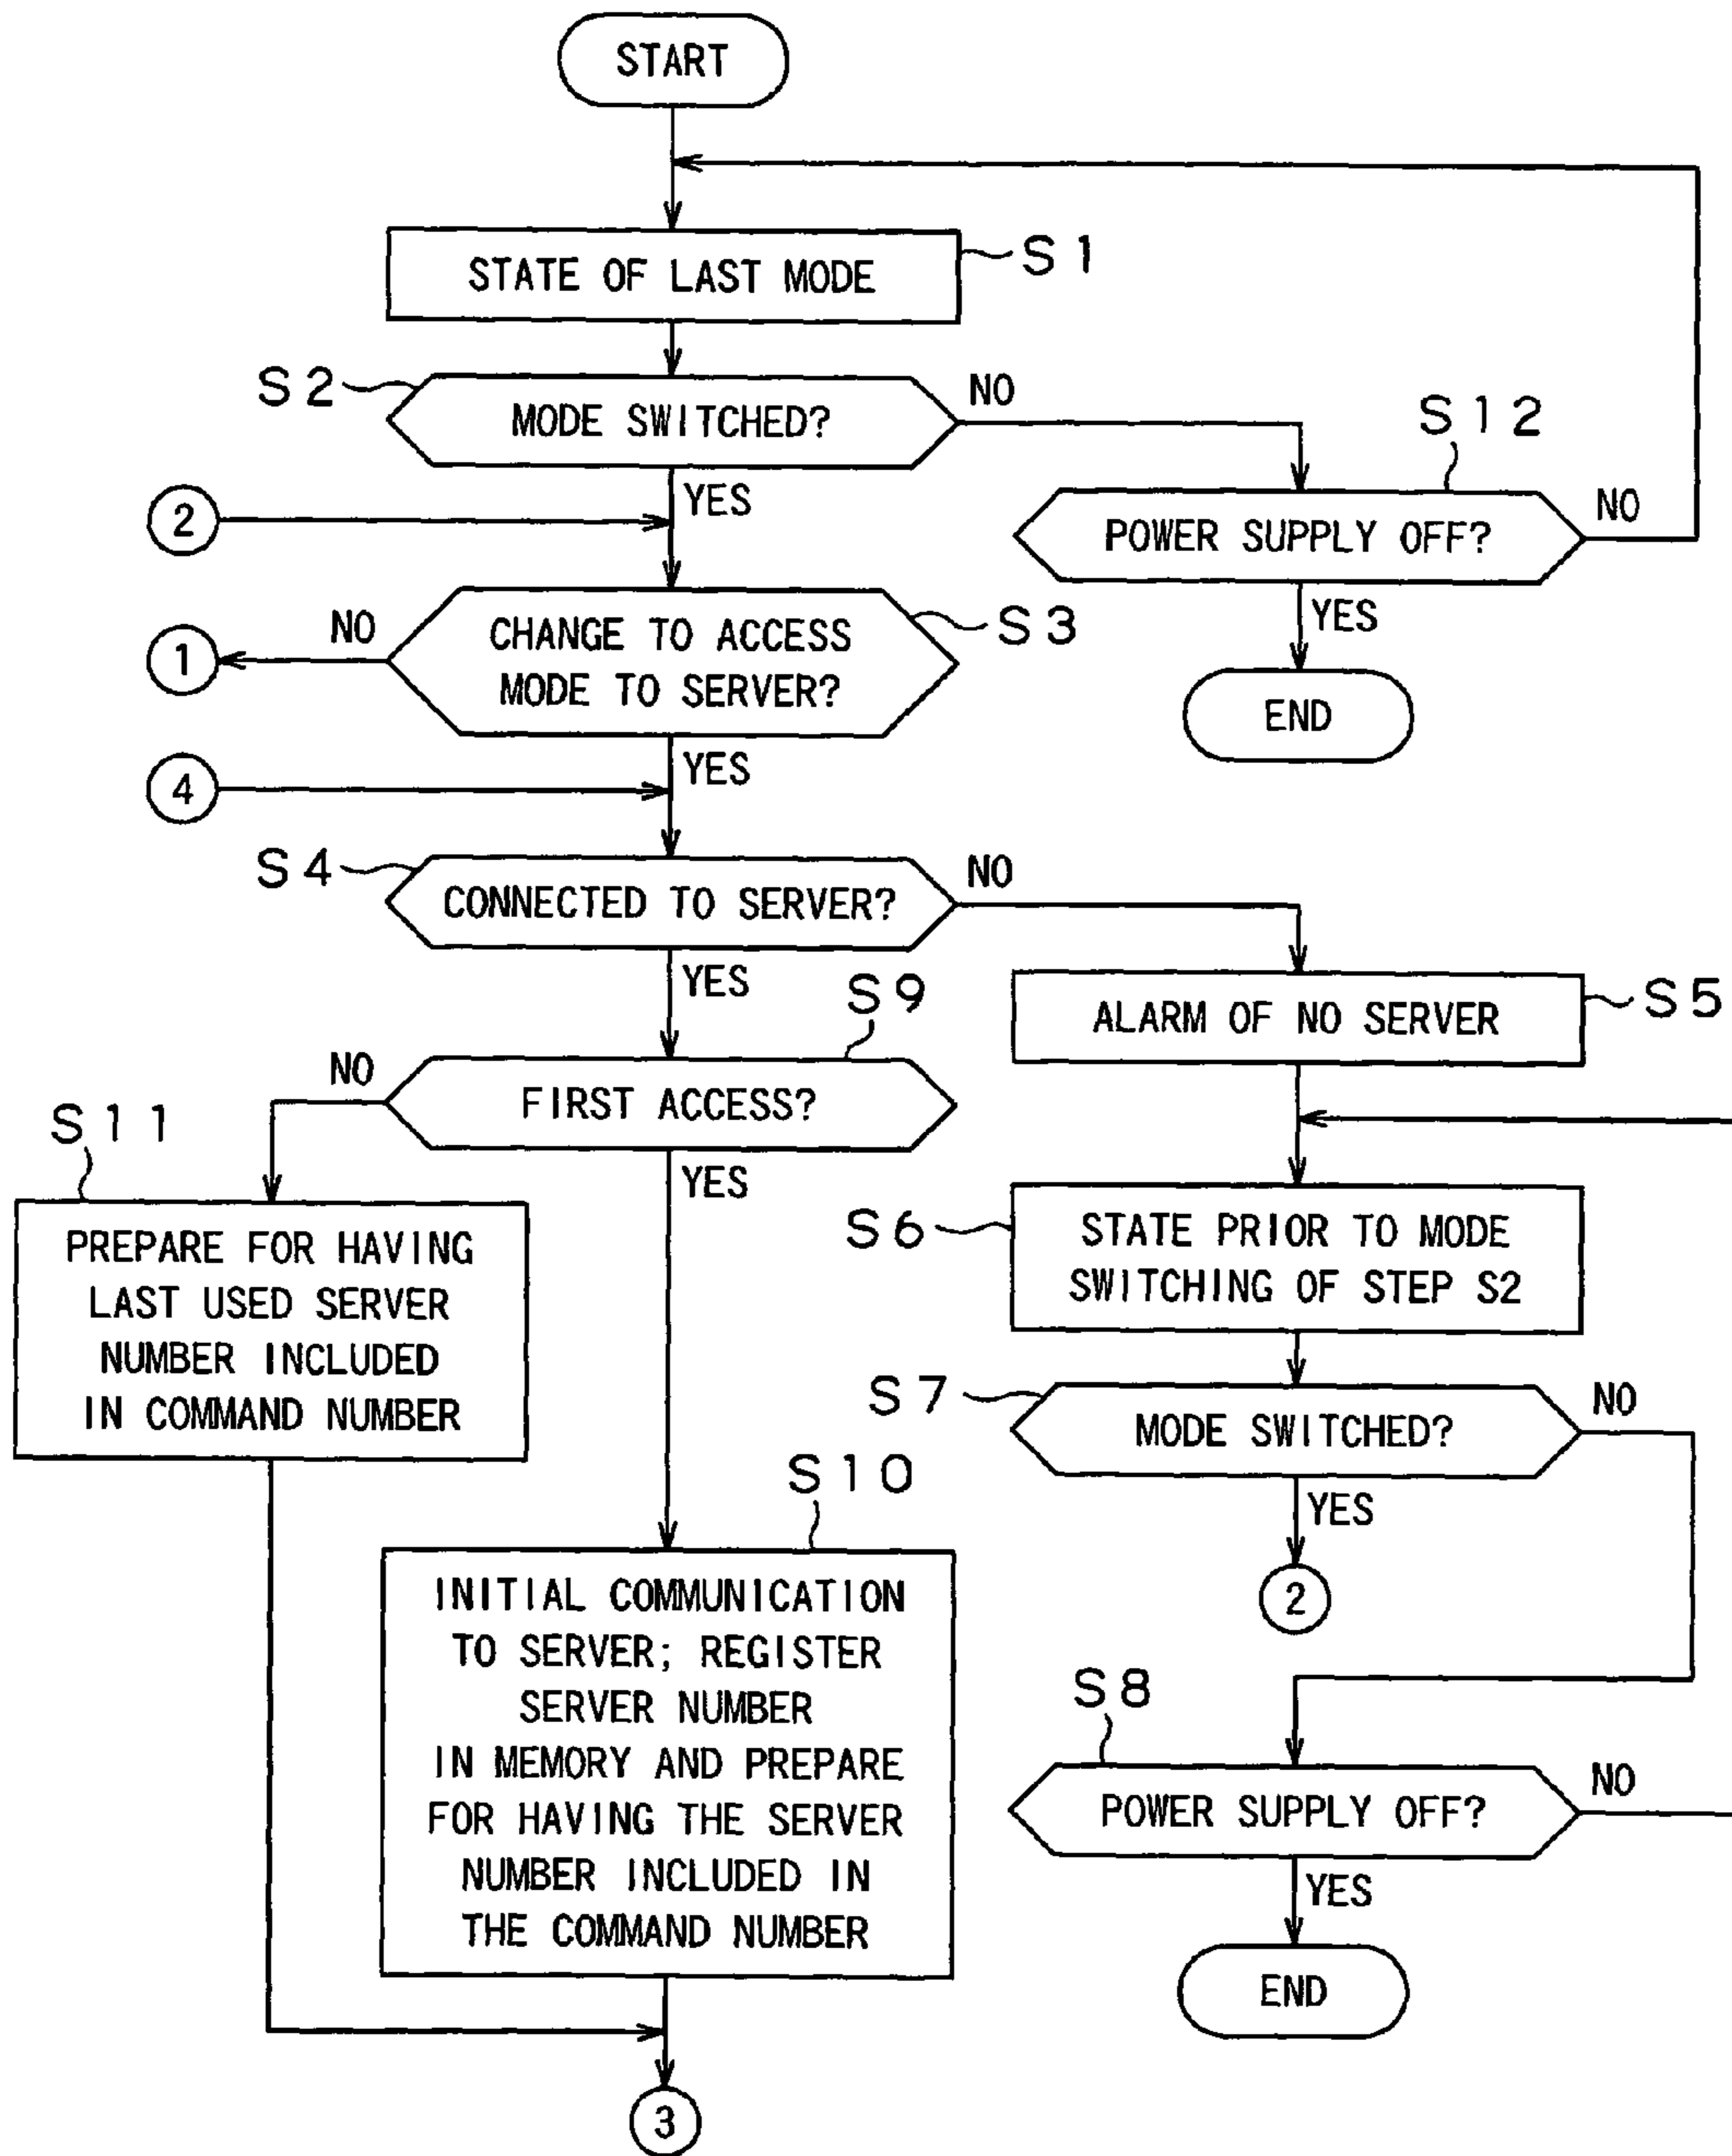 START
STATE OF LAST MODE
S1
S2
MODE SWITCHED?
NO
S12
YES
2
POWER SUPPLY OFF?
NO
YES
END
NO
1
CHANGE TO ACCESS
MODE TO SERVER?
S3
YES
4
S4
CONNECTED TO SERVER?
NO
YES
ALARM OF NO SERVER
S5
S9
NO
FIRST ACCESS?
YES
S11
PREPARE FOR HAVING
LAST USED SERVER
NUMBER INCLUDED
IN COMMAND NUMBER
S6
STATE PRIOR TO MODE
SWITCHING OF STEP S2
S7
MODE SWITCHED?
NO
YES
2
S10
INITIAL COMMUNICATION
TO SERVER; REGISTER
SERVER NUMBER
IN MEMORY AND PREPARE
FOR HAVING THE SERVER
NUMBER INCLUDED IN
THE COMMAND NUMBER
S8
POWER SUPPLY OFF?
NO
YES
END
3